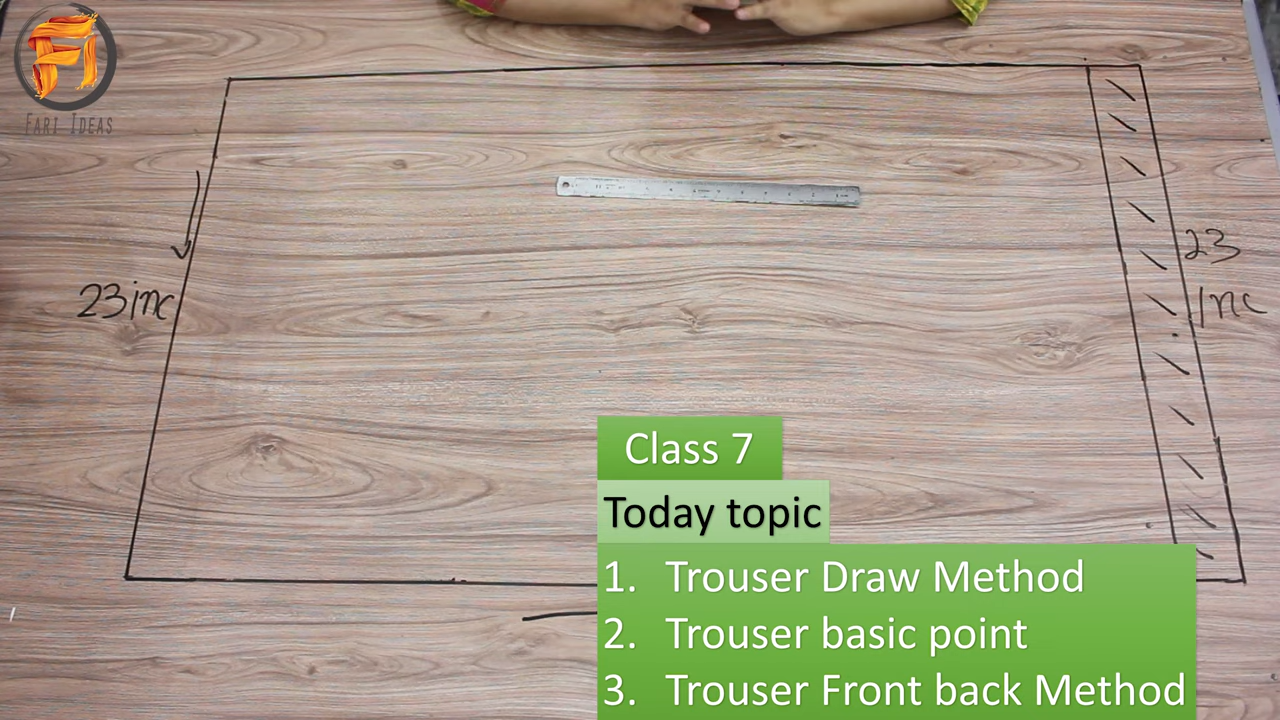 FARI IDEAS
23inc
23
inc
Class 7
Today topic
1. Trouser Draw Method
2. Trouser basic point
3. Trouser Front back Method